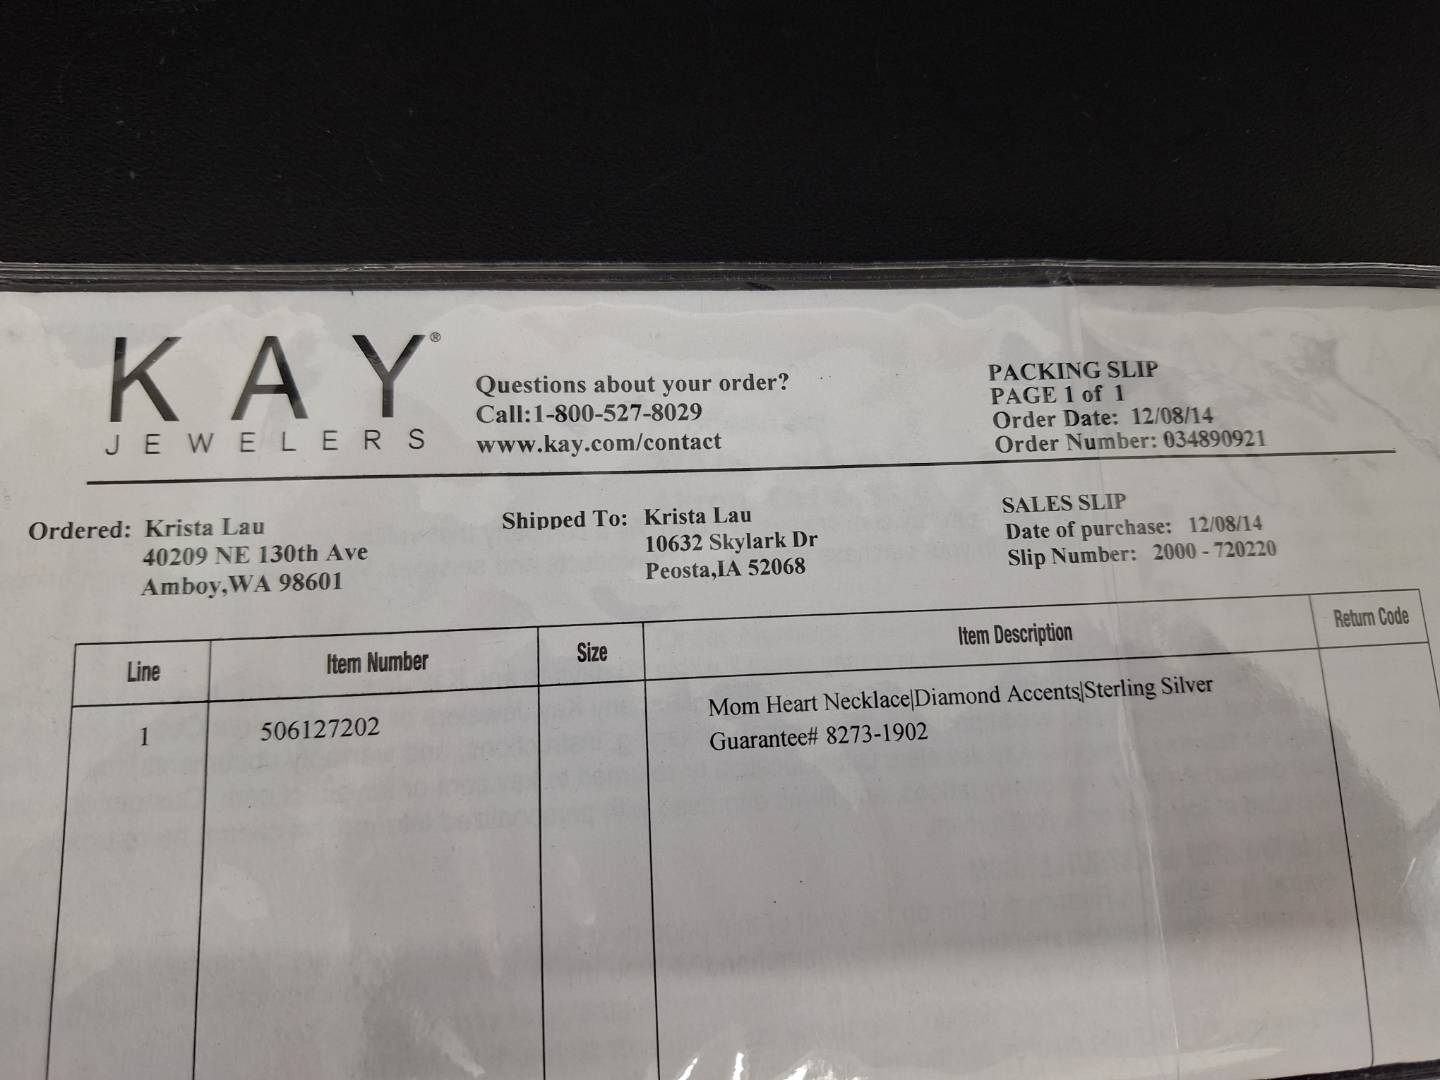 KAY®
JEWELERS
Questions about your order?
Call:1-800-527-8029
www.kay.com/contact
PACKING SLIP
PAGE 1 of 1
Order Date: 12/08/14
Order Number: 034890921
Ordered: Krista Lau
40209 NE 130th Ave
Amboy,WA 98601
Shipped To: Krista Lau
10632 Skylark Dr
Peosta,IA 52068
SALES SLIP
Date of purchase: 12/08/14
Slip Number: 2000 - 720220
Line Item Number Size Item Description Return Code
1 506127202 Mom Heart Necklace|Diamond Accents|Sterling Silver
Guarantee# 8273-1902